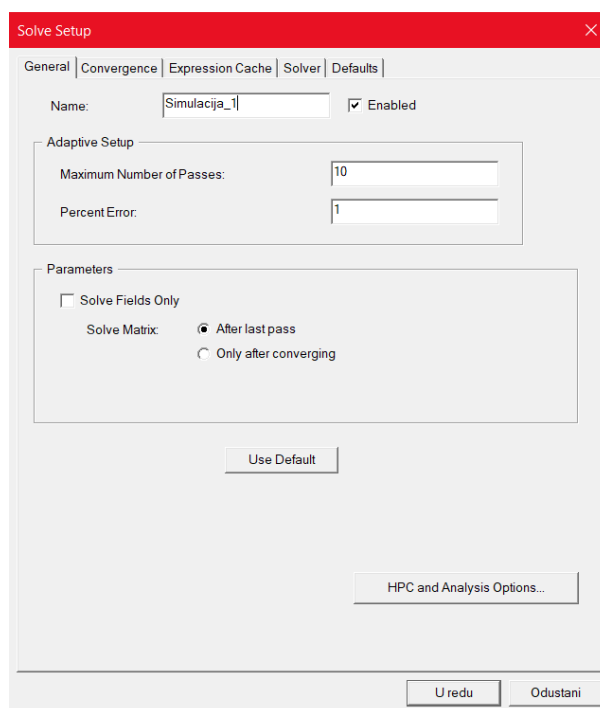 Solve Setup
General Convergence Expression Cache Solver Defaults
Name: Simulacija_1 Enabled
Adaptive Setup
Maximum Number of Passes: 10
Percent Error: 1
Parameters
Solve Fields Only
Solve Matrix: After last pass
Only after converging
Use Default
HPC and Analysis Options...
U redu Odustani